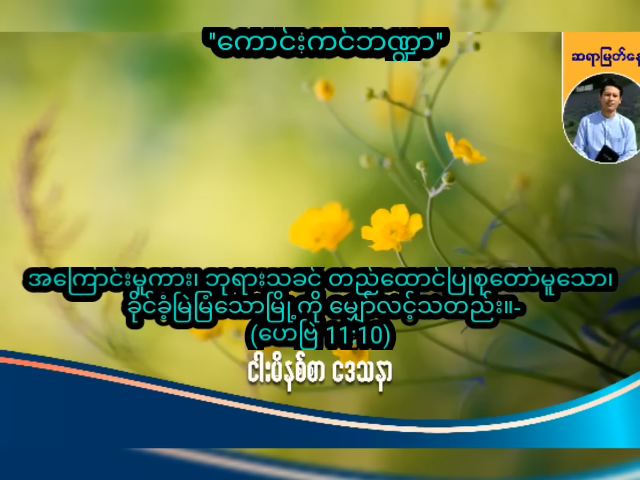 "ကောင်းကင်ဘဏ္ဍာ"
ဆရာမြတ်နေ
အကြောင်းမူကား၊ ဘုရားသခင် တည်ထောင်ပြုစုတော်မူသော၊
ခိုင်ခံ့မြဲမြံသောမြို့ကို မျှော်လင့်သတည်း။-
(ဟေဗြဲ 11:10)
ငါးမိနစ်စာ ဒေသနာ